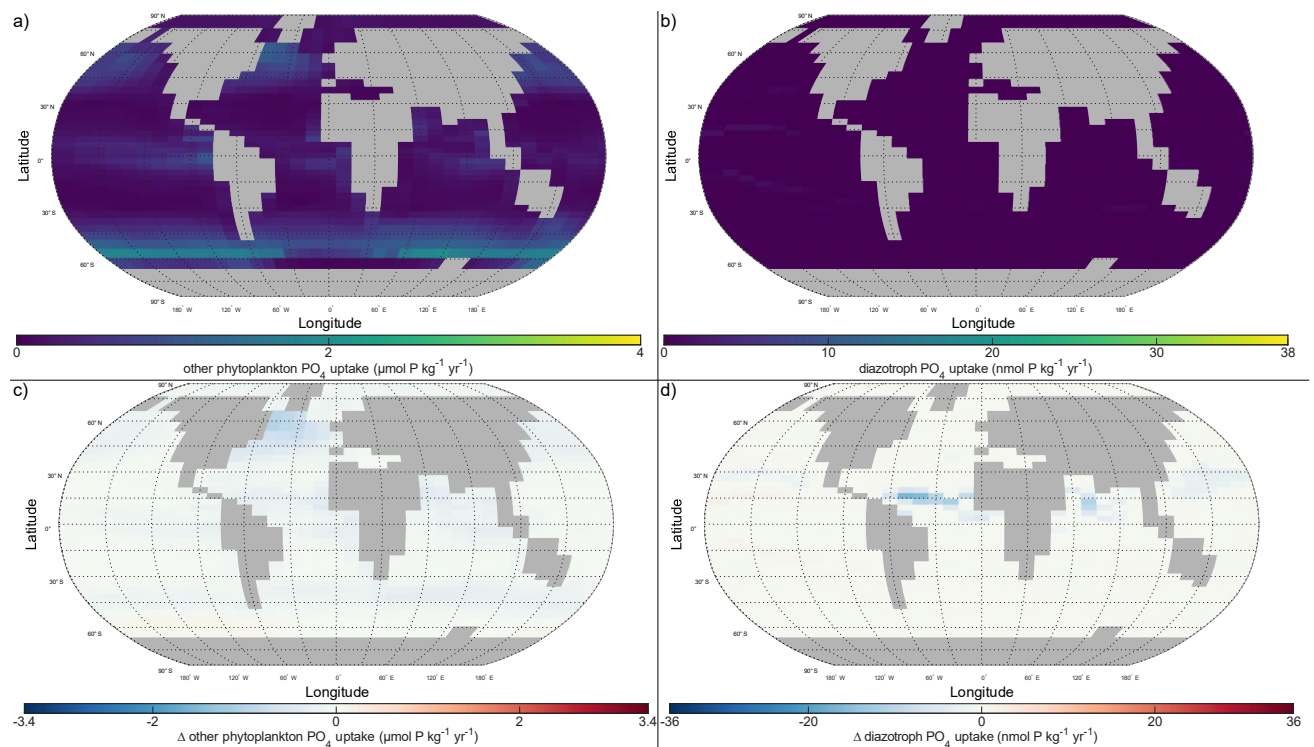 a)
90° N
60° N
30° N
0°
30° S
60° S
90° S
Latitude
180° W 120° W 60° W 0° 60° E 120° E 180° E
Longitude
0 2 4
other phytoplankton PO4 uptake (µmol P kg-1 yr-1)
b)
90° N
60° N
30° N
0°
30° S
60° S
90° S
Latitude
180° W 120° W 60° W 0° 60° E 120° E 180° E
Longitude
0 10 20 30 38
diazotroph PO4 uptake (nmol P kg-1 yr-1)
c)
90° N
60° N
30° N
0°
30° S
60° S
90° S
Latitude
180° W 120° W 60° W 0° 60° E 120° E 180° E
Longitude
-3.4 -2 0 2 3.4
Δ other phytoplankton PO4 uptake (µmol P kg-1 yr-1)
d)
90° N
60° N
30° N
0°
30° S
60° S
90° S
Latitude
180° W 120° W 60° W 0° 60° E 120° E 180° E
Longitude
-36 -20 0 20 36
Δ diazotroph PO4 uptake (nmol P kg-1 yr-1)